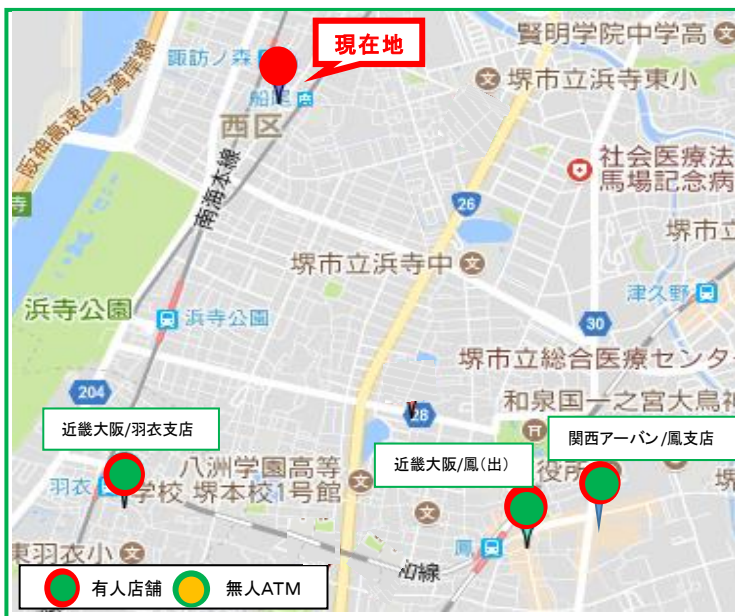 賢明学院中学高
現在地
諏訪ノ森
堺市立浜寺東小
船尾
西区
阪神高速4号湾岸線
社会医療法
馬場記念病
寺
26
南海本線
堺市立
堺市立浜寺中
津久野
浜寺公園
浜寺公園
30
堺市立総合医療センタ
204
28
和泉国一之宮大鳥神
近畿大阪/羽衣支店
関西アーバン/鳳支店
近畿大阪/鳳(出)
八洲学園高等
学校 堺本校1号館
役所
羽衣
堺
東羽衣小
鳳
和線
有人店舗
無人ATM